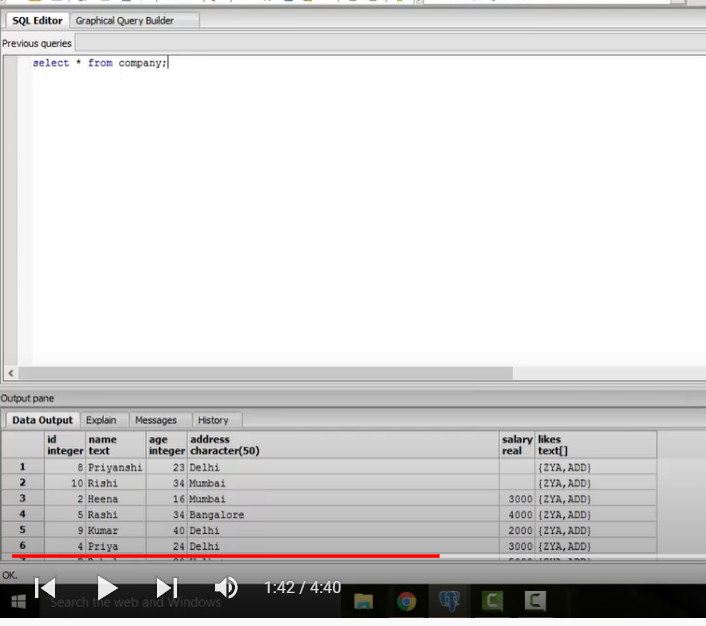 SQL Editor Graphical Query Builder
Previous queries
select * from company;
Output pane
Data Output Explain Messages History
id name age address salary likes
integer text integer character(50) real text[]
1 8 Priyanshi 23 Delhi {ZYA,ADD}
2 10 Rishi 34 Mumbai {ZYA,ADD}
3 2 Heena 16 Mumbai 3000 {ZYA,ADD}
4 5 Rashi 34 Bangalore 4000 {ZYA,ADD}
5 9 Kumar 40 Delhi 2000 {ZYA,ADD}
6 4 Priya 24 Delhi 3000 {ZYA,ADD}
OK.
1:42 / 4:40
Search the web and Windows